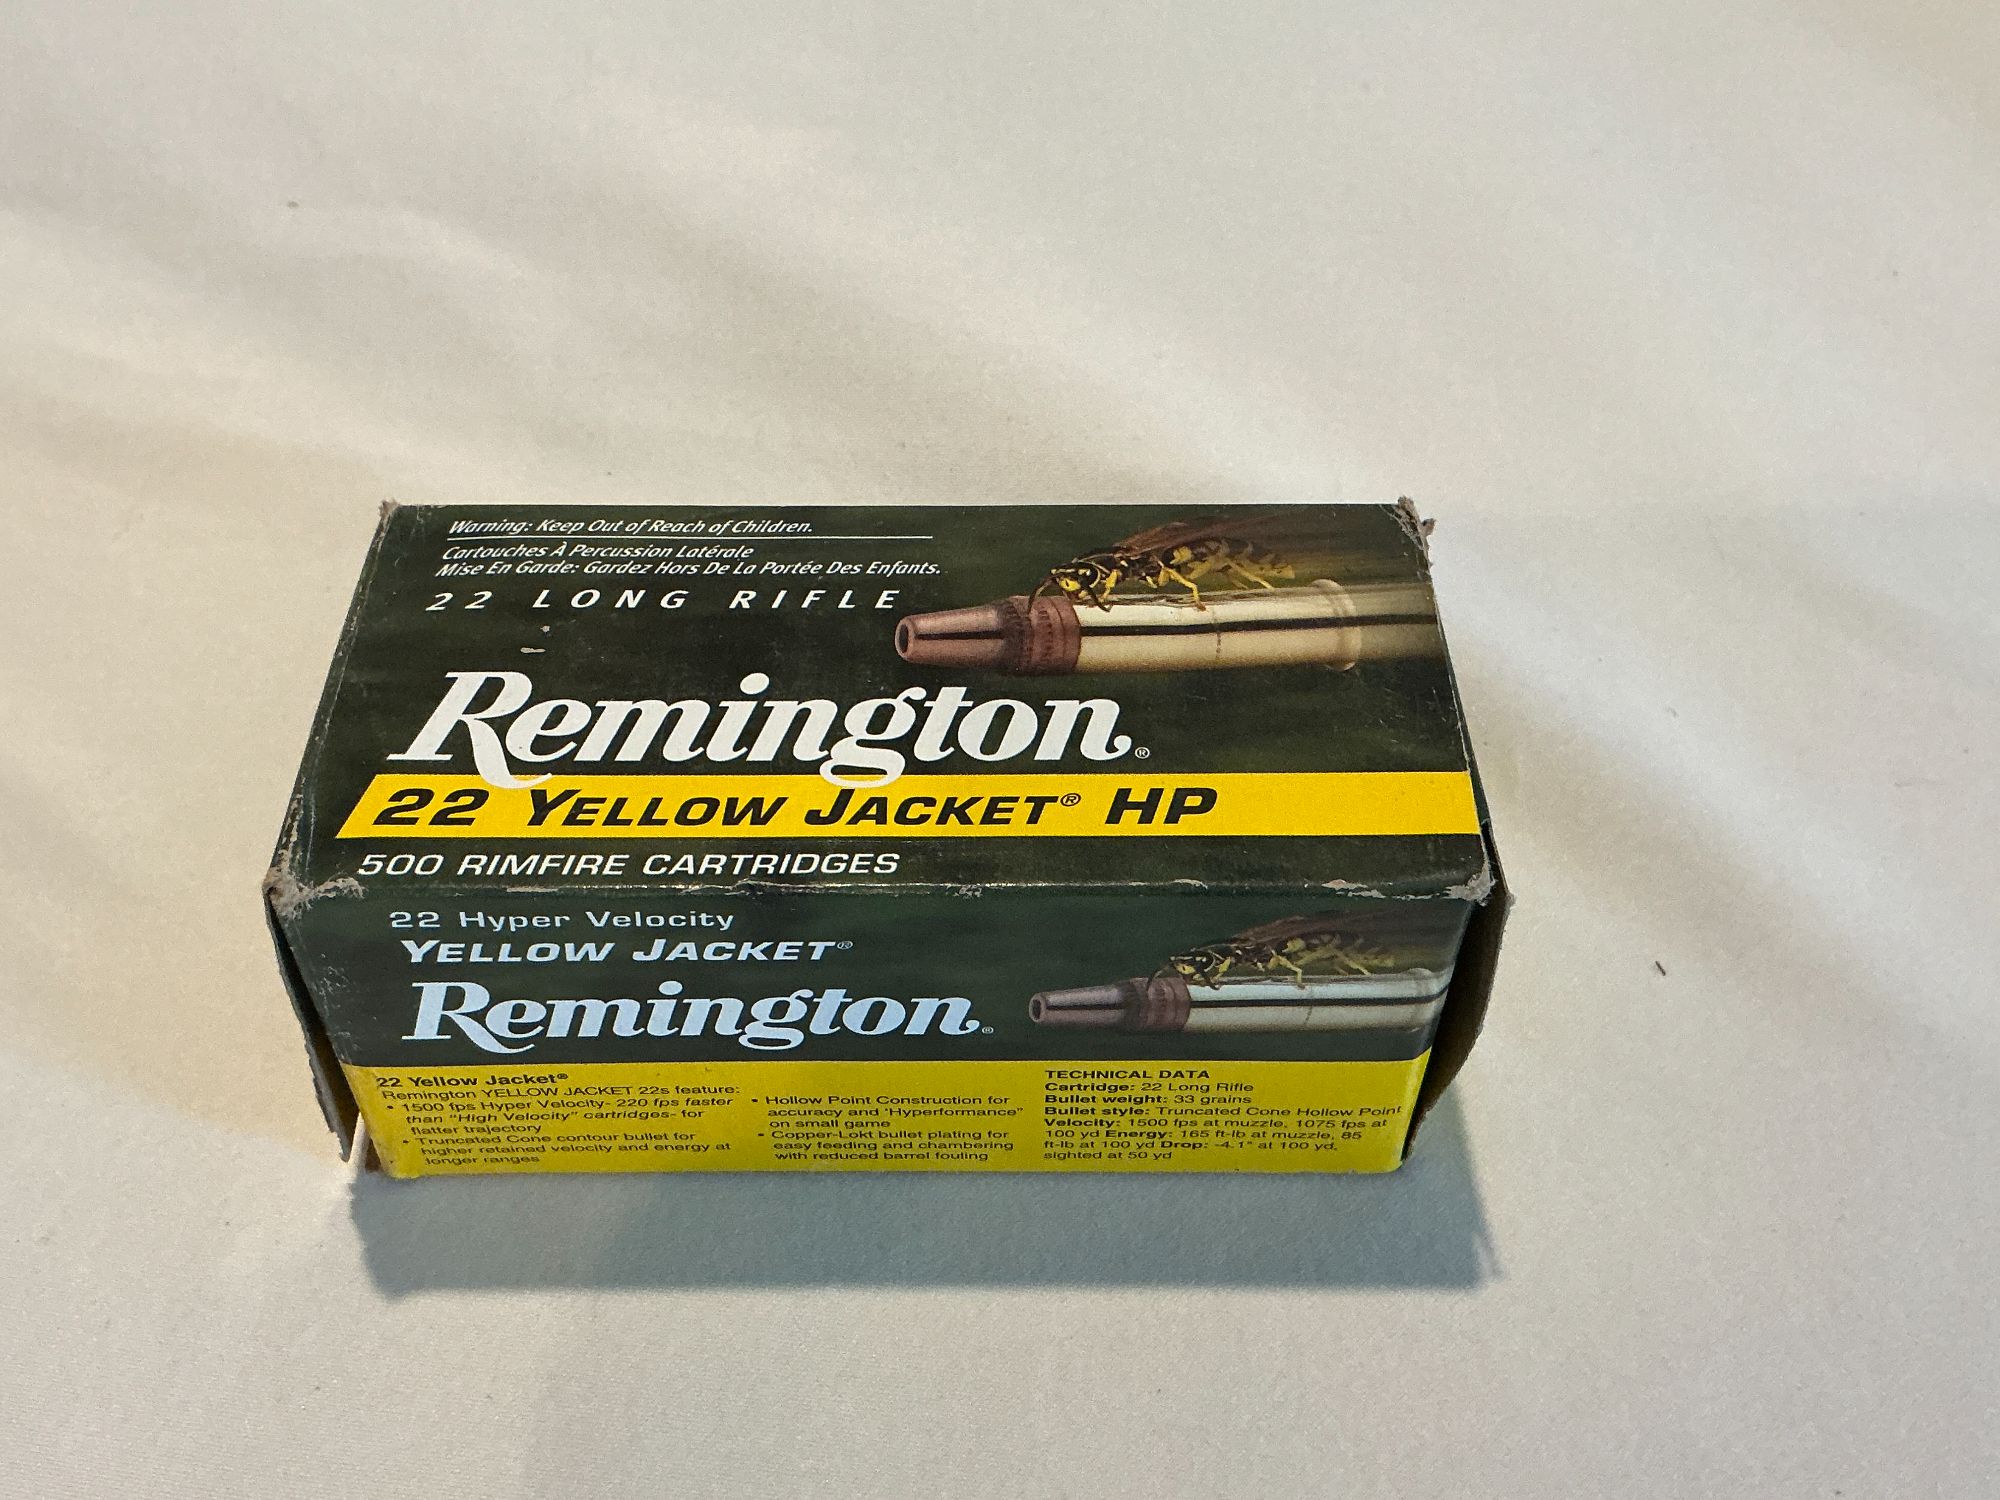 Warning: Keep Out of Reach of Children.
Cartouches À Percussion Latérale
Mise En Garde: Gardez Hors De La Portée Des Enfants.
22 LONG RIFLE
Remington®
22 YELLOW JACKET® HP
500 RIMFIRE CARTRIDGES
22 Hyper Velocity
YELLOW JACKET®
Remington®
22 Yellow Jacket®
Remington YELLOW JACKET 22s feature:
• 1500 fps Hyper Velocity- 220 fps faster
than "High Velocity" cartridges- for
flatter trajectory
• Truncated Cone contour bullet for
higher retained velocity and energy at
longer ranges
• Hollow Point Construction for
accuracy and "Hyperformance"
on small game
• Copper-Lokt bullet plating for
easy feeding and chambering
with reduced barrel fouling
TECHNICAL DATA
Cartridge: 22 Long Rifle
Bullet weight: 33 grains
Bullet style: Truncated Cone Hollow Point
Velocity: 1500 fps at muzzle, 1075 fps at
100 yd Energy: 165 ft-lb at muzzle, 85
ft-lb at 100 yd Drop: -4.1" at 100 yd,
sighted at 50 yd